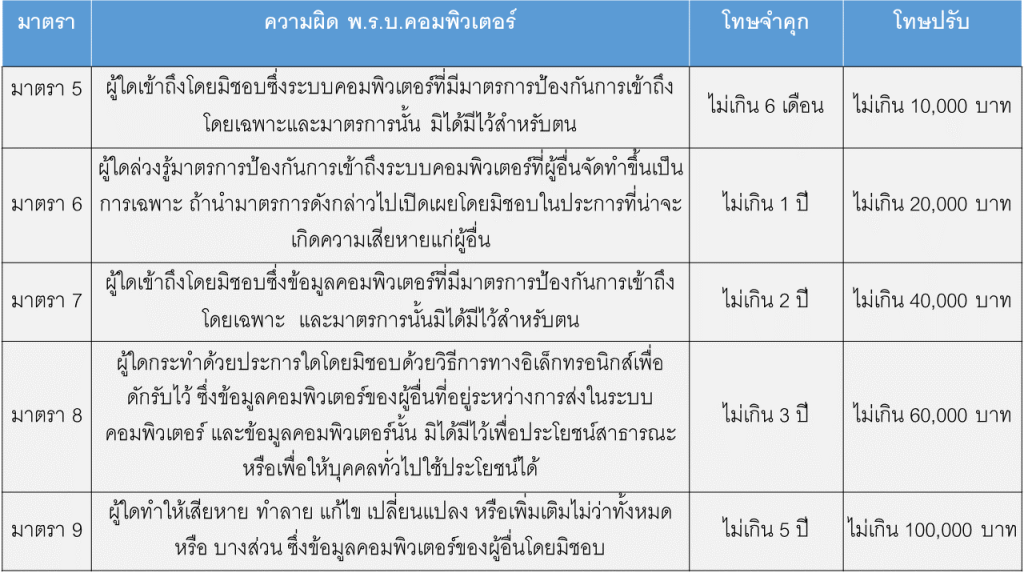 มาตรา ความผิด พ.ร.บ.คอมพิวเตอร์ โทษจำคุก โทษปรับ
มาตรา 5
ผู้ใดเข้าถึงโดยมิชอบซึ่งระบบคอมพิวเตอร์ที่มีมาตรการป้องกันการเข้าถึง
โดยเฉพาะและมาตรการนั้น มิได้มีไว้สำหรับตน
ไม่เกิน 6 เดือน
ไม่เกิน 10,000 บาท
มาตรา 6
ผู้ใดล่วงรู้มาตรการป้องกันการเข้าถึงระบบคอมพิวเตอร์ที่ผู้อื่นจัดทำขึ้นเป็น
การเฉพาะ ถ้านำมาตรการดังกล่าวไปเปิดเผยโดยมิชอบในประการที่น่าจะ
เกิดความเสียหายแก่ผู้อื่น
ไม่เกิน 1 ปี
ไม่เกิน 20,000 บาท
มาตรา 7
ผู้ใดเข้าถึงโดยมิชอบซึ่งข้อมูลคอมพิวเตอร์ที่มีมาตรการป้องกันการเข้าถึง
โดยเฉพาะ และมาตรการนั้นมิได้มีไว้สำหรับตน
ไม่เกิน 2 ปี
ไม่เกิน 40,000 บาท
มาตรา 8
ผู้ใดกระทำด้วยประการใดโดยมิชอบด้วยวิธีการทางอิเล็กทรอนิกส์เพื่อ
ดักรับไว้ ซึ่งข้อมูลคอมพิวเตอร์ของผู้อื่นที่อยู่ระหว่างการส่งในระบบ
คอมพิวเตอร์ และข้อมูลคอมพิวเตอร์นั้น มิได้มีไว้เพื่อประโยชน์สาธารณะ
หรือเพื่อให้บุคคลทั่วไปใช้ประโยชน์ได้
ไม่เกิน 3 ปี
ไม่เกิน 60,000 บาท
มาตรา 9
ผู้ใดทำให้เสียหาย ทำลาย แก้ไข เปลี่ยนแปลง หรือเพิ่มเติมไม่ว่าทั้งหมด
หรือ บางส่วน ซึ่งข้อมูลคอมพิวเตอร์ของผู้อื่นโดยมิชอบ
ไม่เกิน 5 ปี
ไม่เกิน 100,000 บาท